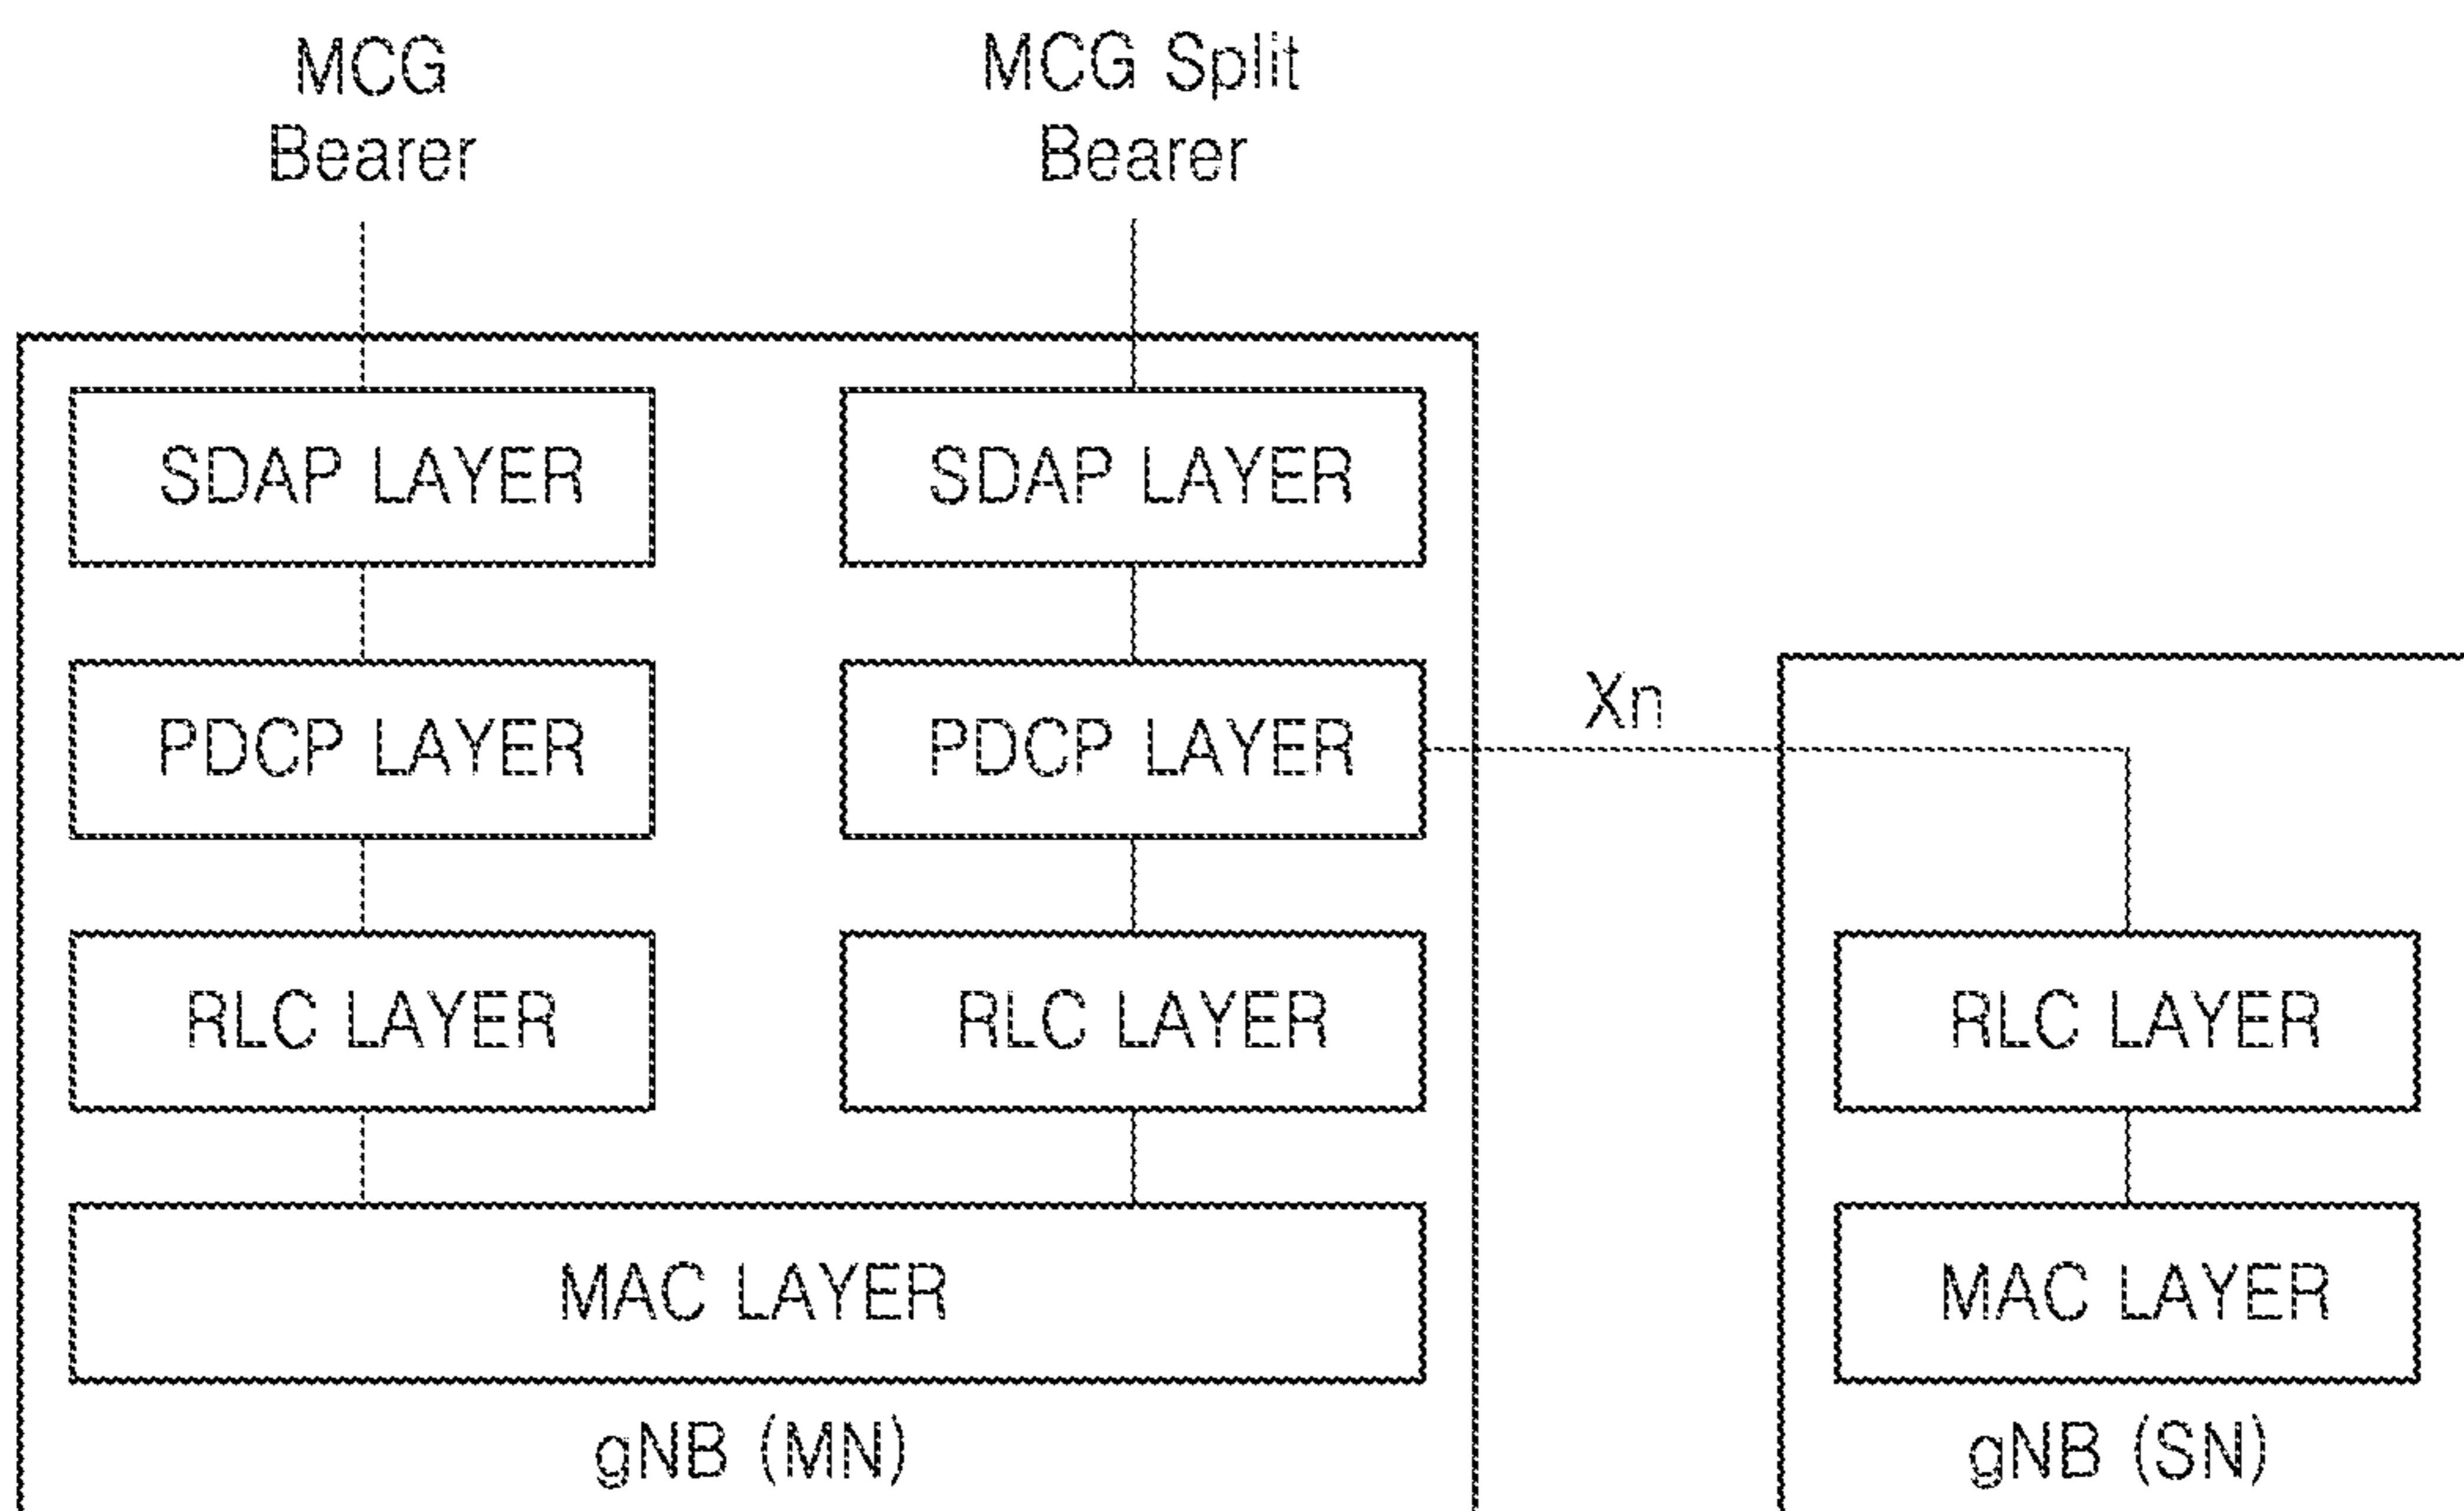 MCG
Bearer
MCG Split
Bearer
SDAP LAYER
SDAP LAYER
PDCP LAYER
PDCP LAYER
Xn
RLC LAYER
RLC LAYER
RLC LAYER
MAC LAYER
MAC LAYER
gNB (MN)
gNB (SN)